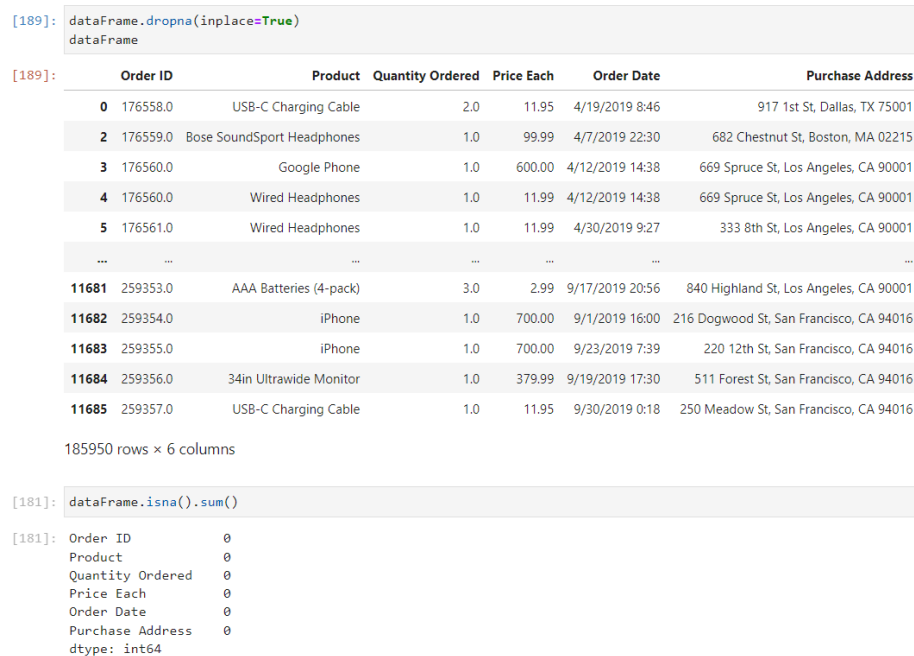 [189]: dataFrame.dropna(inplace=True)
dataFrame
[189]: Order ID Product Quantity Ordered Price Each Order Date Purchase Address
0 176558.0 USB-C Charging Cable 2.0 11.95 4/19/2019 8:46 917 1st St, Dallas, TX 75001
2 176559.0 Bose SoundSport Headphones 1.0 99.99 4/7/2019 22:30 682 Chestnut St, Boston, MA 02215
3 176560.0 Google Phone 1.0 600.00 4/12/2019 14:38 669 Spruce St, Los Angeles, CA 90001
4 176560.0 Wired Headphones 1.0 11.99 4/12/2019 14:38 669 Spruce St, Los Angeles, CA 90001
5 176561.0 Wired Headphones 1.0 11.99 4/30/2019 9:27 333 8th St, Los Angeles, CA 90001
... ... ... ... ... ... ...
11681 259353.0 AAA Batteries (4-pack) 3.0 2.99 9/17/2019 20:56 840 Highland St, Los Angeles, CA 90001
11682 259354.0 iPhone 1.0 700.00 9/1/2019 16:00 216 Dogwood St, San Francisco, CA 94016
11683 259355.0 iPhone 1.0 700.00 9/23/2019 7:39 220 12th St, San Francisco, CA 94016
11684 259356.0 34in Ultrawide Monitor 1.0 379.99 9/19/2019 17:30 511 Forest St, San Francisco, CA 94016
11685 259357.0 USB-C Charging Cable 1.0 11.95 9/30/2019 0:18 250 Meadow St, San Francisco, CA 94016
185950 rows × 6 columns
[181]: dataFrame.isna().sum()
[181]: Order ID 0
Product 0
Quantity Ordered 0
Price Each 0
Order Date 0
Purchase Address 0
dtype: int64